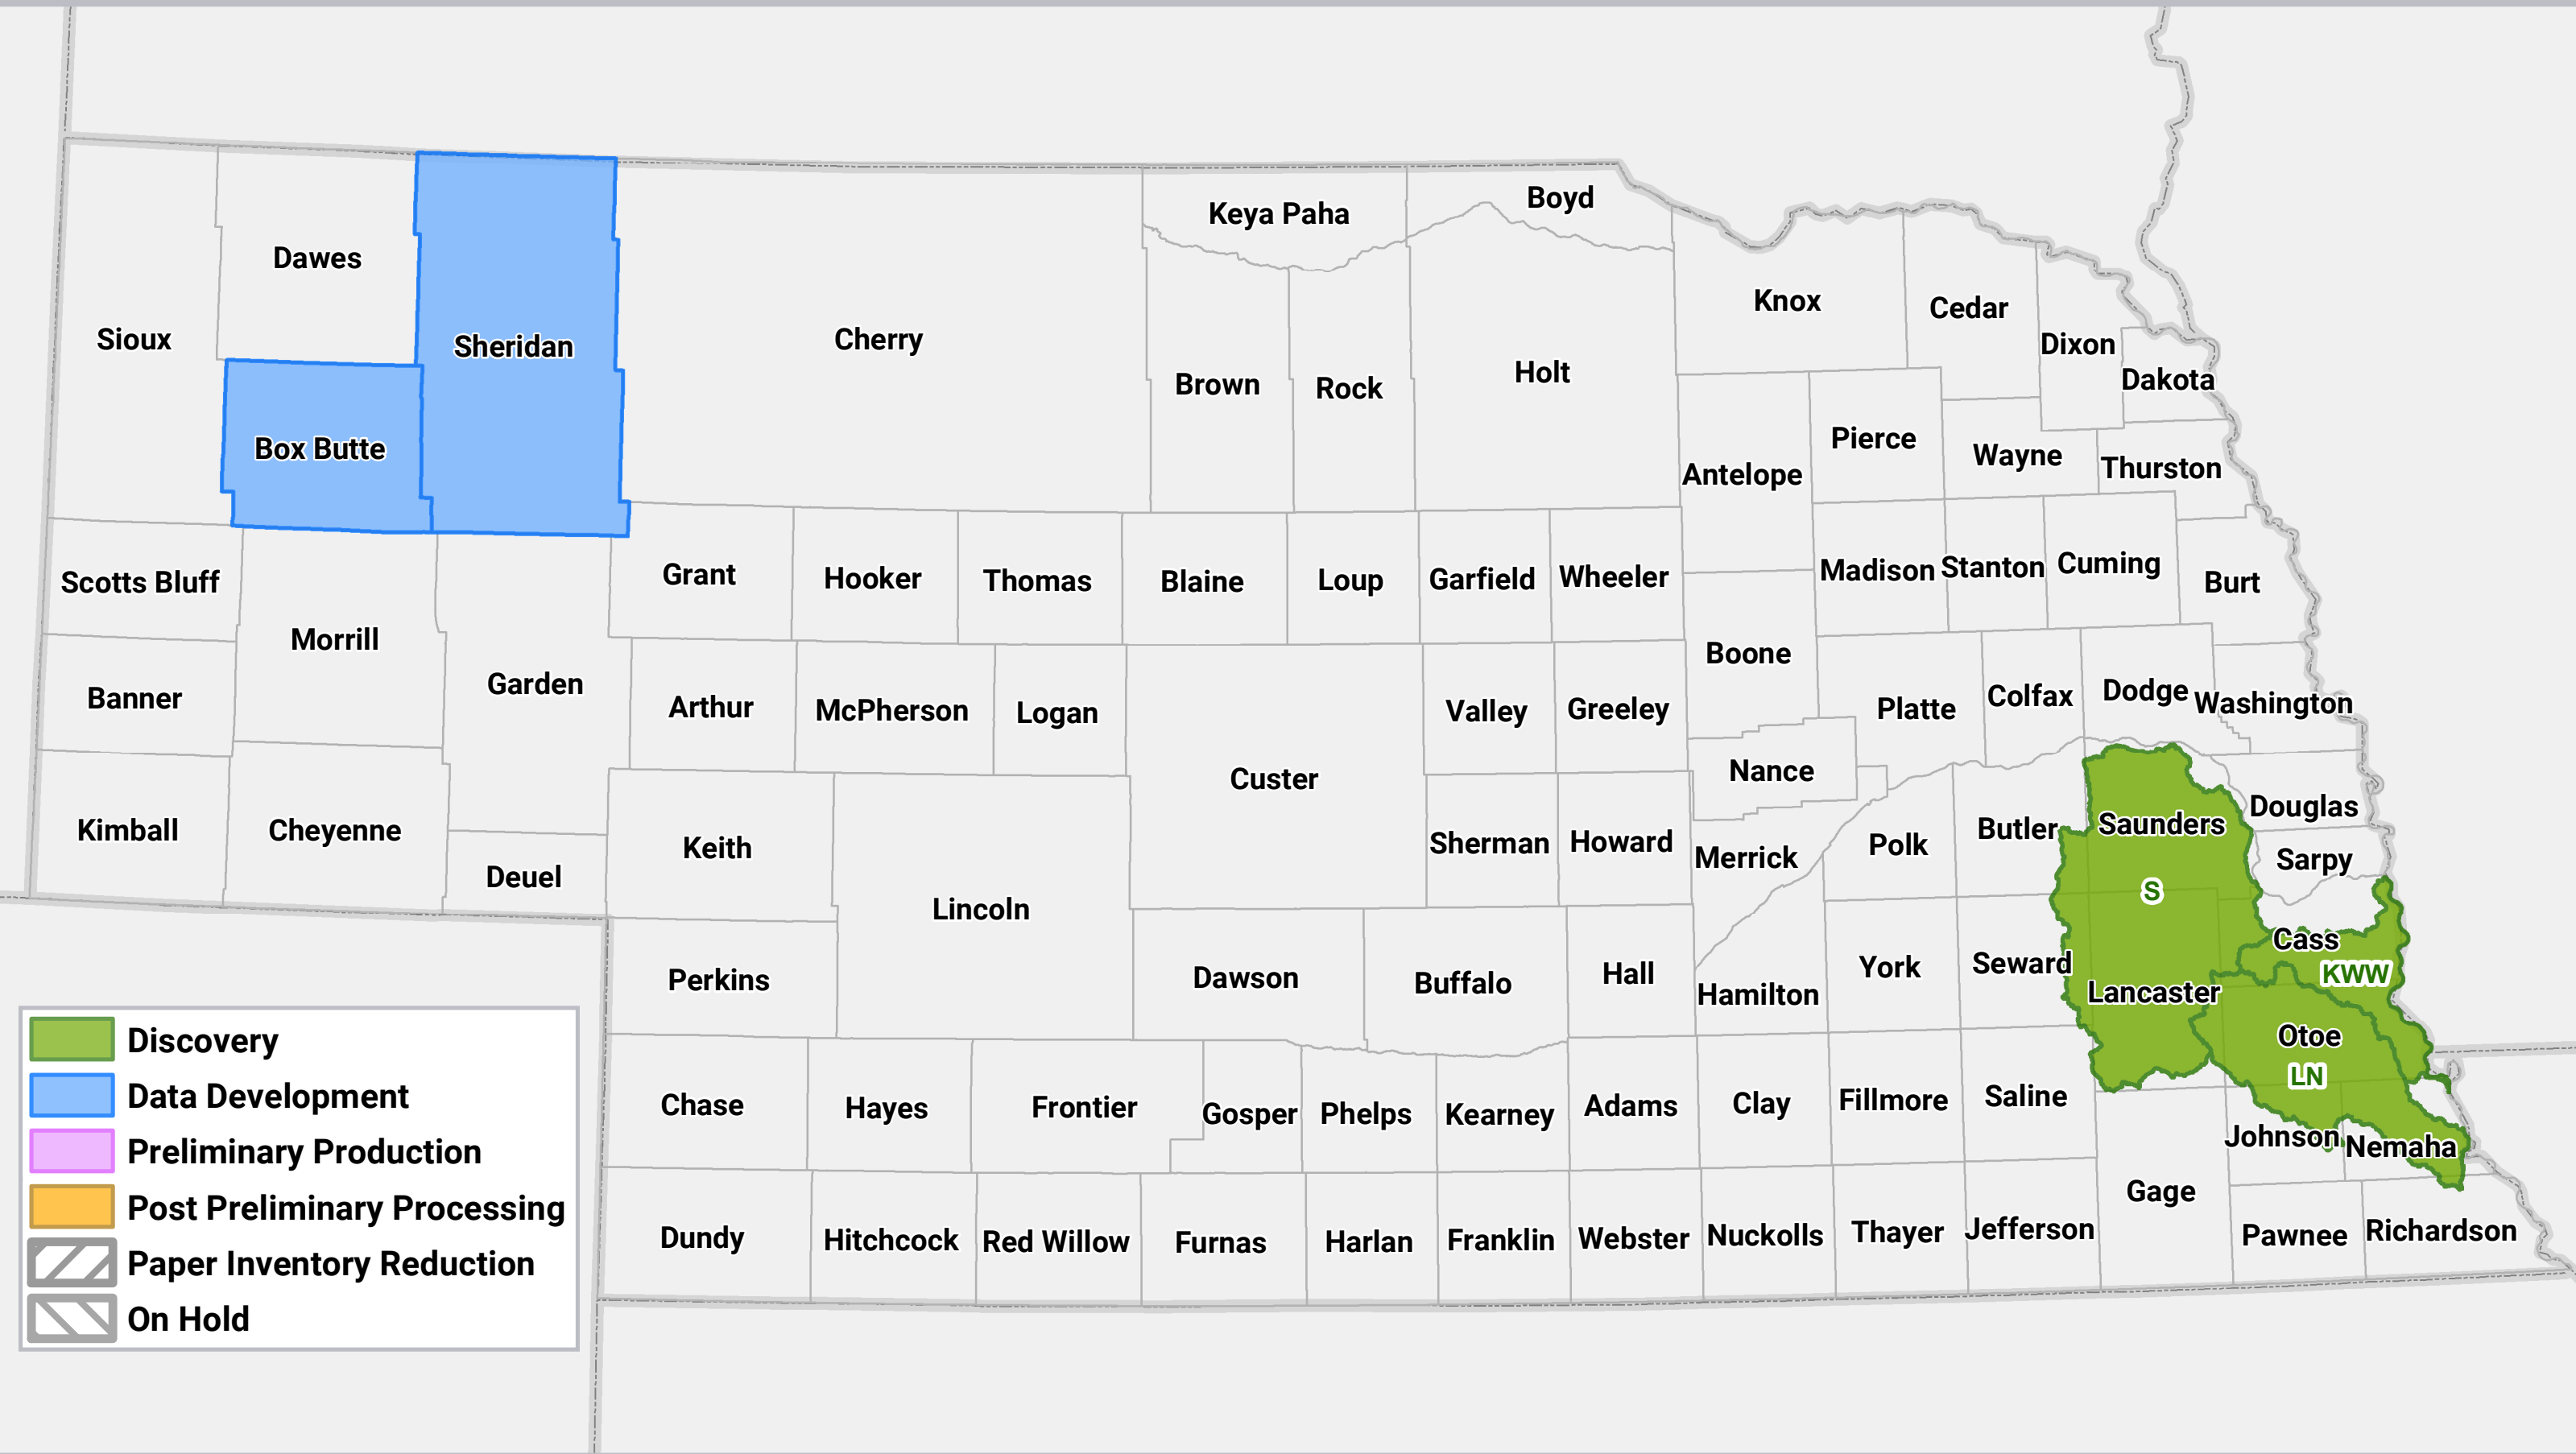 Boyd
Keya Paha
Dawes
Knox
Cedar
Sioux
Sheridan
Cherry
Dixon
Holt
Dakota
Brown
Rock
Box Butte
Pierce
Wayne
Thurston
Antelope
Scotts Bluff
Grant
Hooker
Thomas
Blaine
Loup
Garfield
Wheeler
Madison
Stanton
Cuming
Burt
Morrill
Boone
Garden
Banner
Arthur
McPherson
Logan
Valley
Greeley
Platte
Colfax
Dodge
Washington
Custer
Nance
Douglas
Kimball
Cheyenne
Keith
Sherman
Howard
Merrick
Polk
Butler
Saunders
Sarpy
Deuel
S
Lincoln
Cass
Perkins
Dawson
Buffalo
Hall
Hamilton
York
Seward
Lancaster
KWW
Otoe
LN
Discovery
Data Development
Preliminary Production
Post Preliminary Processing
Paper Inventory Reduction
On Hold
Chase
Hayes
Frontier
Gosper
Phelps
Kearney
Adams
Clay
Fillmore
Saline
Johnson
Nemaha
Gage
Dundy
Hitchcock
Red Willow
Furnas
Harlan
Franklin
Webster
Nuckolls
Thayer
Jefferson
Pawnee
Richardson